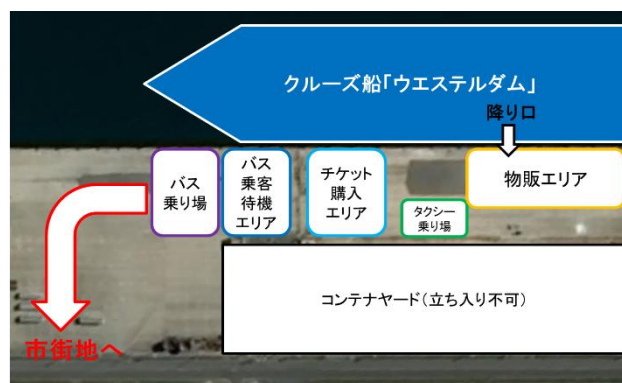 クルーズ船「ウエステルダム」
降り口
バス
乗り場
バス
乗客
待機
エリア
チケット
購入
エリア
タクシー
乗り場
物販エリア
コンテナヤード（立ち入り不可）
市街地へ